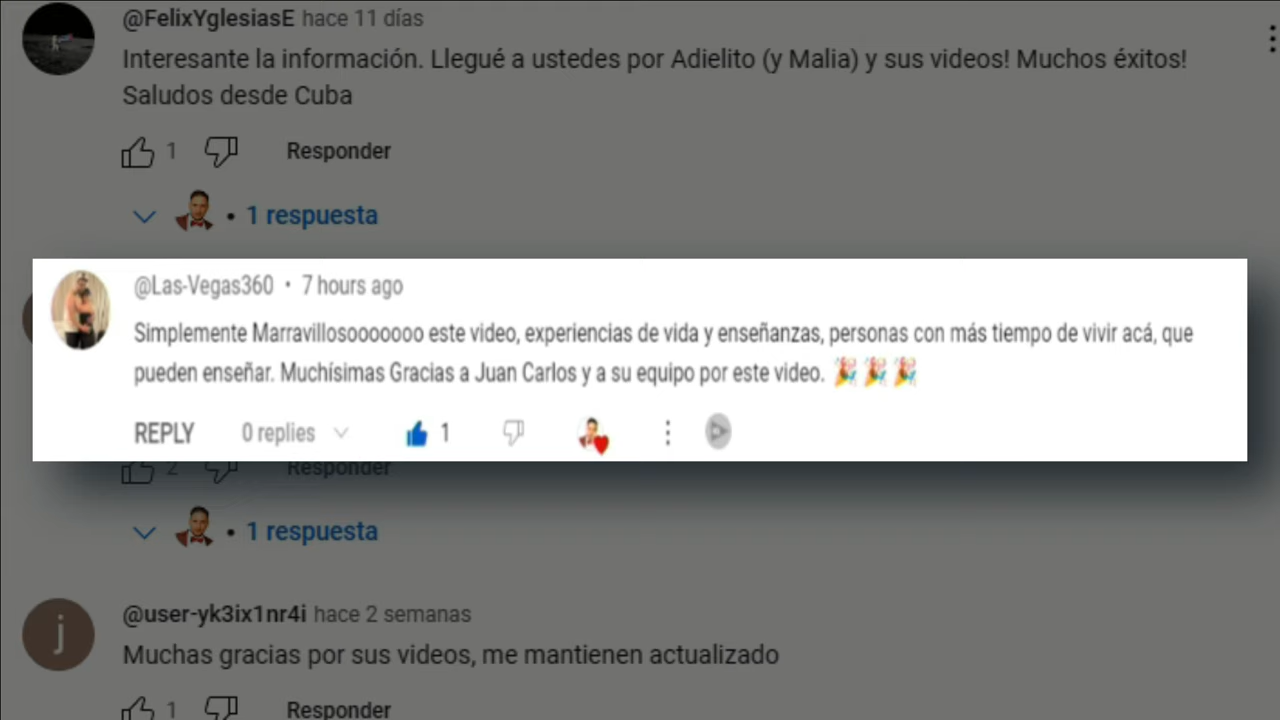 @FelixYglesiasE hace 11 días
Interesante la información. Llegué a ustedes por Adielito (y Malia) y sus videos! Muchos éxitos!
Saludos desde Cuba
1 Responder
• 1 respuesta
@Las-Vegas360 • 7 hours ago
Simplemente Marravillosooooooo este video, experiencias de vida y enseñanzas, personas con más tiempo de vivir acá, que
pueden enseñar. Muchísimas Gracias a Juan Carlos y a su equipo por este video. 🎉🎉🎉
REPLY 0 replies 1
2 Responder
• 1 respuesta
j
@user-yk3ix1nr4i hace 2 semanas
Muchas gracias por sus videos, me mantienen actualizado
1 Responder